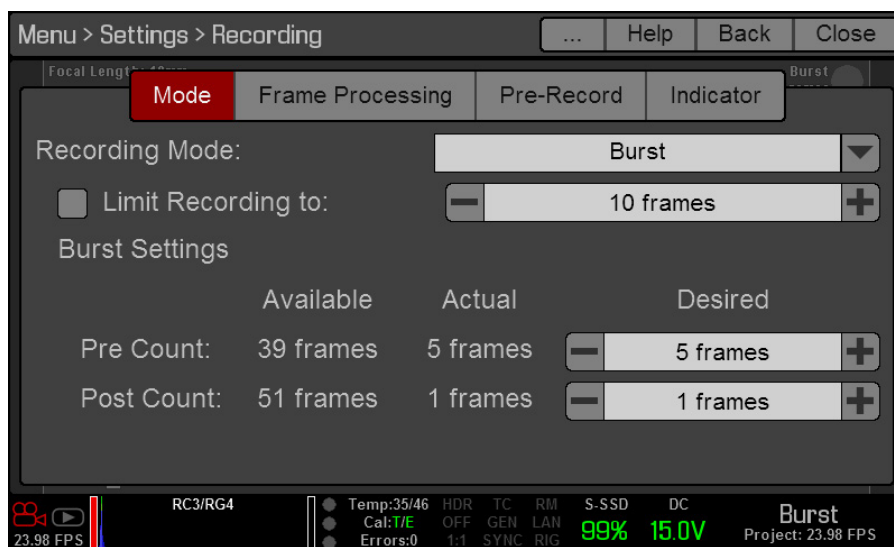 Menu > Settings > Recording ... Help Back Close
Focal Length: Burst
Mode Frame Processing Pre-Record Indicator
Recording Mode: Burst
Limit Recording to: 10 frames
Burst Settings
Available Actual Desired
Pre Count: 39 frames 5 frames 5 frames
Post Count: 51 frames 1 frames 1 frames
RC3/RG4 Temp:35/46 HDR TC RM S-SSD DC Burst
Cal:T/E OFF GEN LAN 99% 15.0V
23.98 FPS Errors:0 1:1 SYNC RIG Project: 23.98 FPS